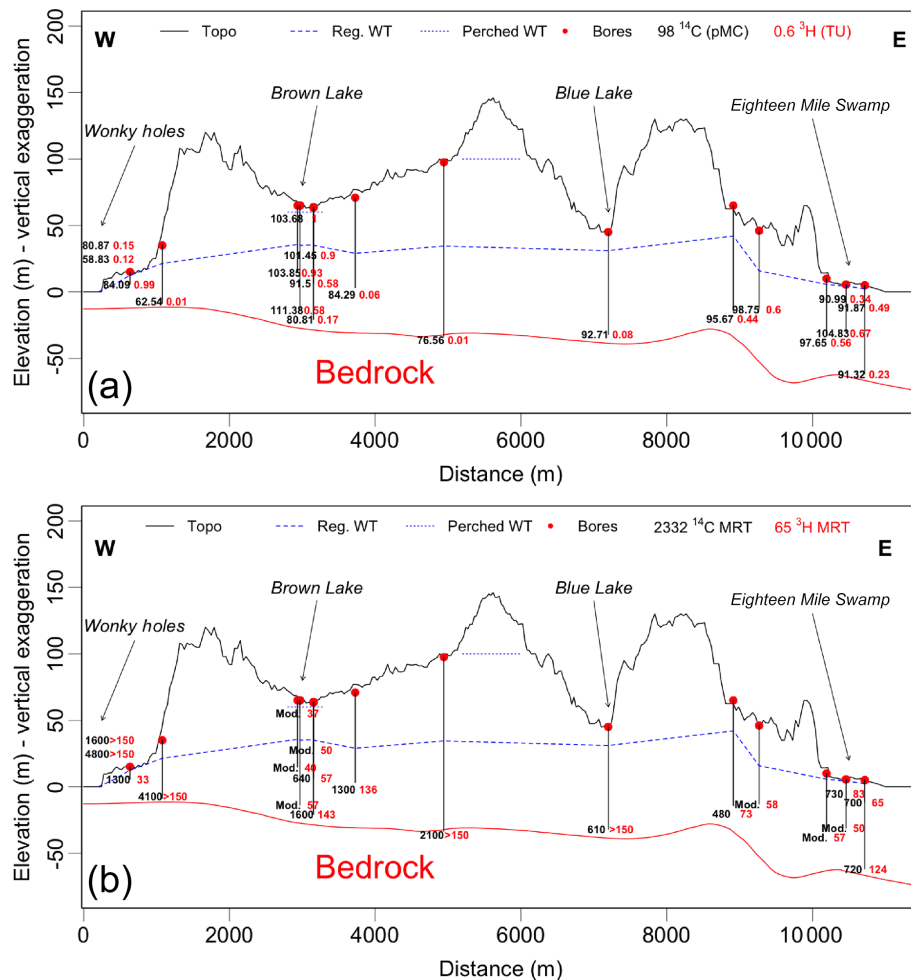 Topo Reg. WT Perched WT Bores 98 ¹⁴C (pMC) 0.6 ³H (TU)
W E
Brown Lake Blue Lake
Eighteen Mile Swamp
Wonky holes
103.68 1
80.87 0.15
58.83 0.12
101.45 0.9
84.09 0.99
103.85 0.93
91.5 0.58
84.29 0.06
62.54 0.01
111.38 0.58
80.81 0.17
76.56 0.01
92.71 0.08
98.75 0.6
95.67 0.44
90.99 0.34
91.87 0.49
104.83 0.67
97.65 0.56
91.32 0.23
Bedrock
(a)
200
150
100
50
0
-50
Elevation (m) - vertical exaggeration
0 2000 4000 6000 8000 10000
Distance (m)
Topo Reg. WT Perched WT Bores 2332 ¹⁴C MRT 65 ³H MRT
W E
Brown Lake Blue Lake
Eighteen Mile Swamp
Wonky holes
Mod. 37
1600 >150
4800 >150
Mod. 50
1300 33
Mod. 40
640 57
1300 136
4100 >150
Mod. 57
1600 143
2100 >150
610 >150
Mod. 58
480 73
730 83
700 65
Mod. 50
Mod. 57
720 124
Bedrock
(b)
200
150
100
50
0
-50
Elevation (m) - vertical exaggeration
0 2000 4000 6000 8000 10000
Distance (m)